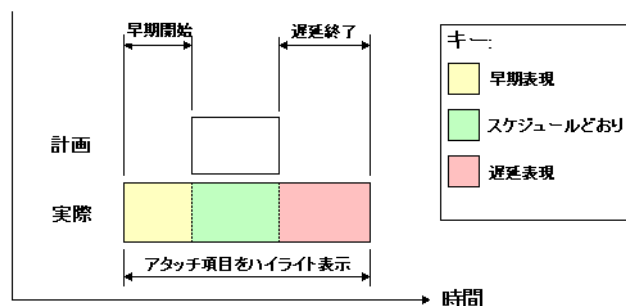 早期開始
遅延終了
計画
実際
アタッチ項目をハイライト表示
時間
キー:
早期表現
スケジュールどおり
遅延表現